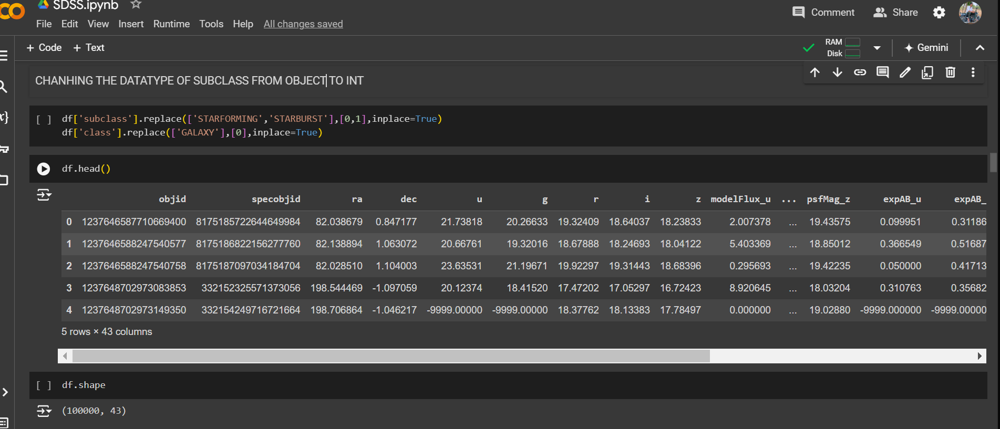 SDSS.ipynb
File Edit View Insert Runtime Tools Help All changes saved
Comment Share
+ Code + Text
RAM
Disk
Gemini
CHANHING THE DATATYPE OF SUBCLASS FROM OBJECT TO INT
[ ] df['subclass'].replace(['STARFORMING','STARBURST'],[0,1],inplace=True)
df['class'].replace(['GALAXY'],[0],inplace=True)
df.head()
objid specobjid ra dec u g r i z modelFlux_u ... psfMag_z expAB_u expAB_
0 1237646587710669400 8175185722644649984 82.038679 0.847177 21.73818 20.26633 19.32409 18.64037 18.23833 2.007378 ... 19.43575 0.099951 0.31186
1 1237646588247540577 8175186822156277760 82.138894 1.063072 20.66761 19.32016 18.67888 18.24693 18.04122 5.403369 ... 18.85012 0.366549 0.51687
2 1237646588247540758 8175187097034184704 82.028510 1.104003 23.63531 21.19671 19.92297 19.31443 18.68396 0.295693 ... 19.42235 0.050000 0.41713
3 1237648702973083853 332152325571373056 198.544469 -1.097059 20.12374 18.41520 17.47202 17.05297 16.72423 8.920645 ... 18.03204 0.310763 0.35682
4 1237648702973149350 332154249716721664 198.706864 -1.046217 -9999.00000 -9999.00000 18.37762 18.13383 17.78497 0.000000 ... 19.02880 -9999.000000 -9999.00000
5 rows × 43 columns
[ ] df.shape
(100000, 43)